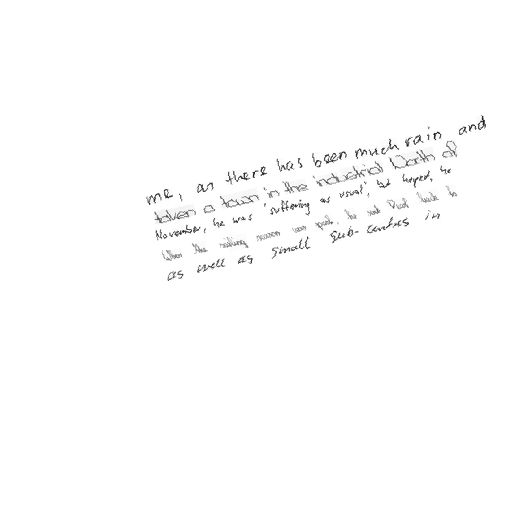 me, as there has been much rain and
taken a town in the industrial North of
November, he was 'suffering as usual', but hoped, he
When the sailing season was past, he had that back in
as well as small sub-centres in